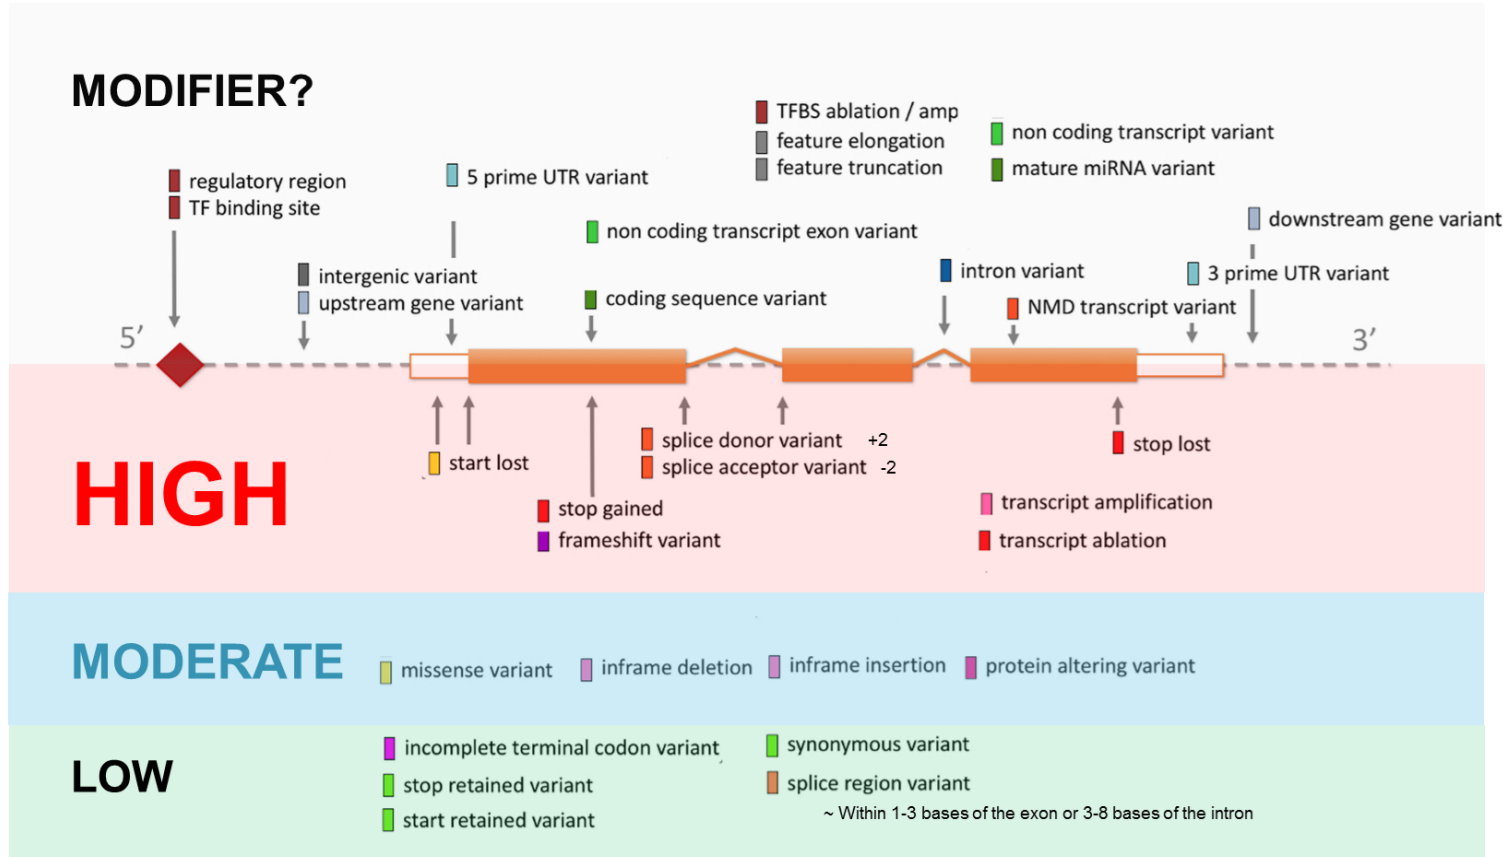 MODIFIER?
TFBS ablation / amp
feature elongation
feature truncation
non coding transcript variant
mature miRNA variant
regulatory region
TF binding site
5 prime UTR variant
non coding transcript exon variant
downstream gene variant
intergenic variant
upstream gene variant
coding sequence variant
intron variant
3 prime UTR variant
NMD transcript variant
5’
3’
HIGH
start lost
splice donor variant +2
splice acceptor variant -2
stop lost
stop gained
frameshift variant
transcript amplification
transcript ablation
MODERATE
missense variant
inframe deletion
inframe insertion
protein altering variant
LOW
incomplete terminal codon variant
stop retained variant
start retained variant
synonymous variant
splice region variant
~ Within 1-3 bases of the exon or 3-8 bases of the intron